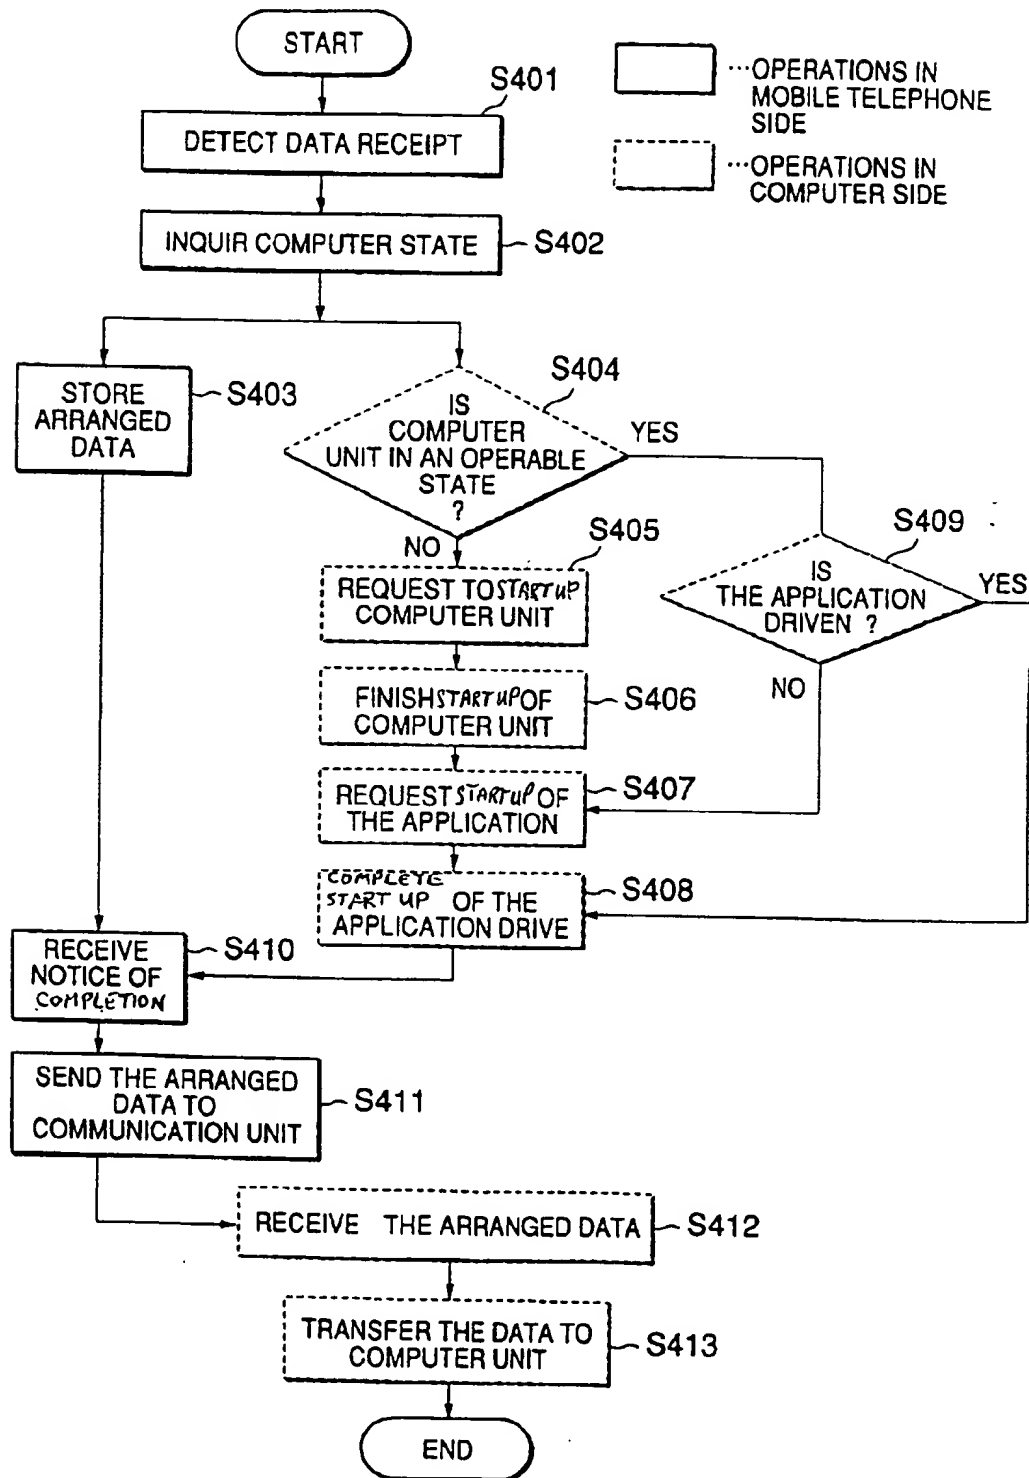 START
S401
DETECT DATA RECEIPT
···OPERATIONS IN
MOBILE TELEPHONE
SIDE
···OPERATIONS IN
COMPUTER SIDE
INQUIR COMPUTER STATE
S402
STORE
ARRANGED
DATA
S403
S404
IS
COMPUTER
UNIT IN AN OPERABLE
STATE
?
YES
NO
S405
REQUEST TO START UP
COMPUTER UNIT
S409
IS
THE APPLICATION
DRIVEN ?
YES
NO
FINISH START UP OF
COMPUTER UNIT
S406
REQUEST START UP OF
THE APPLICATION
S407
COMPLETE
START UP OF THE
APPLICATION DRIVE
S408
RECEIVE
NOTICE OF
COMPLETION
S410
SEND THE ARRANGED
DATA TO
COMMUNICATION UNIT
S411
RECEIVE THE ARRANGED DATA
S412
TRANSFER THE DATA TO
COMPUTER UNIT
S413
END